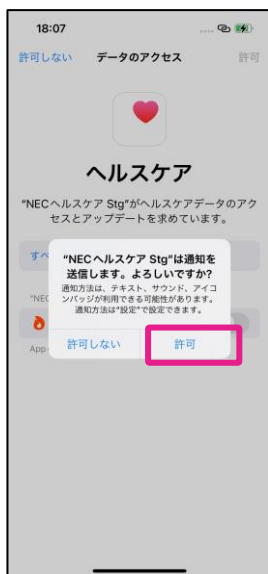 18:07
許可しない データのアクセス 許可
ヘルスケア
"NECヘルスケア Stg"がヘルスケアデータのアク
セスとアップデートを求めています。
すべ
"NECヘルスケア Stg"は通知を
送信します。よろしいですか?
通知方法は、テキスト、サウンド、アイコ
ンバッジが利用できる可能性があります。
通知方法は"設定"で設定できます。
"NEC
許可しない 許可
App